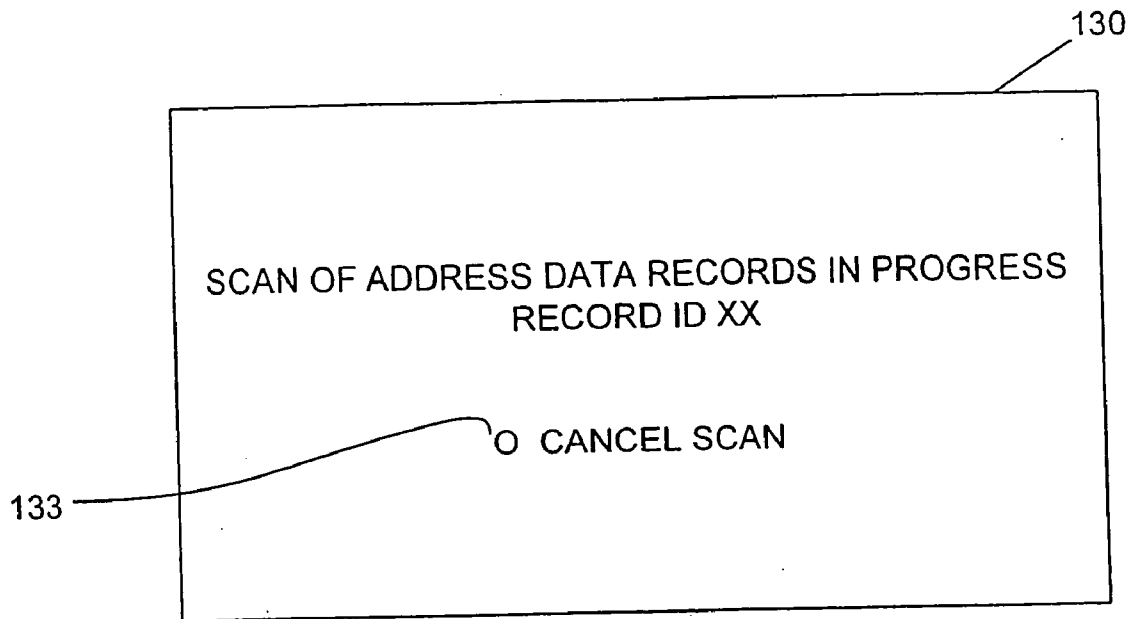 130
SCAN OF ADDRESS DATA RECORDS IN PROGRESS
RECORD ID XX
O CANCEL SCAN
133